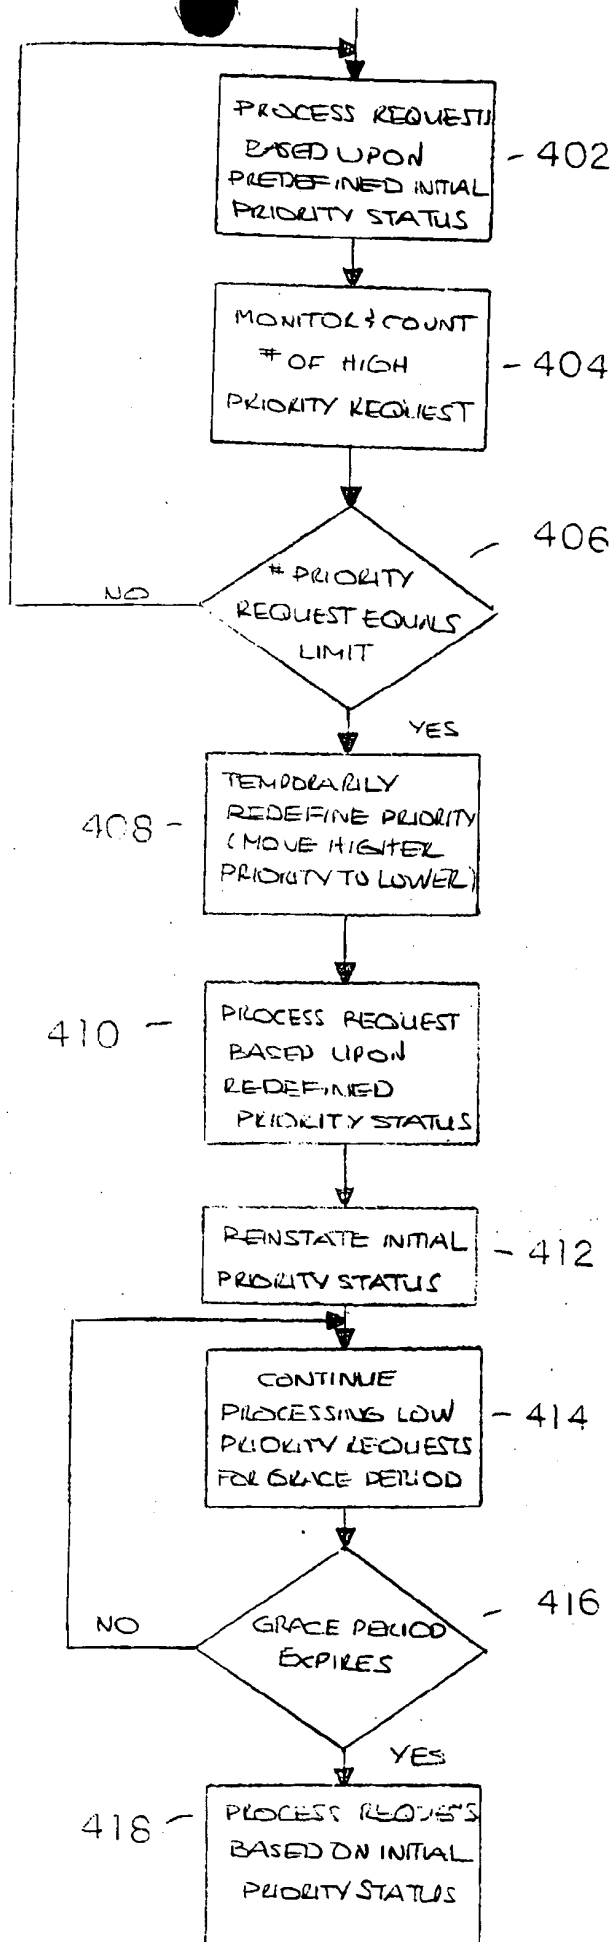 PROCESS REQUESTS
BASED UPON
PREDEFINED INITIAL
PRIORITY STATUS
- 402
MONITOR & COUNT
# OF HIGH
PRIORITY REQUEST
- 404
406
# PRIORITY
REQUEST EQUALS
LIMIT
NO
YES
TEMPORARILY
REDEFINE PRIORITY
(MOVE HIGHER
PRIORITY TO LOWER)
408 -
PROCESS REQUEST
BASED UPON
REDEFINED
PRIORITY STATUS
410 -
REINSTATE INITIAL
PRIORITY STATUS
- 412
CONTINUE
PROCESSING LOW
PRIORITY REQUESTS
FOR GRACE PERIOD
- 414
416
GRACE PERIOD
EXPIRES
NO
YES
PROCESS REQUESTS
BASED ON INITIAL
PRIORITY STATUS
418 -